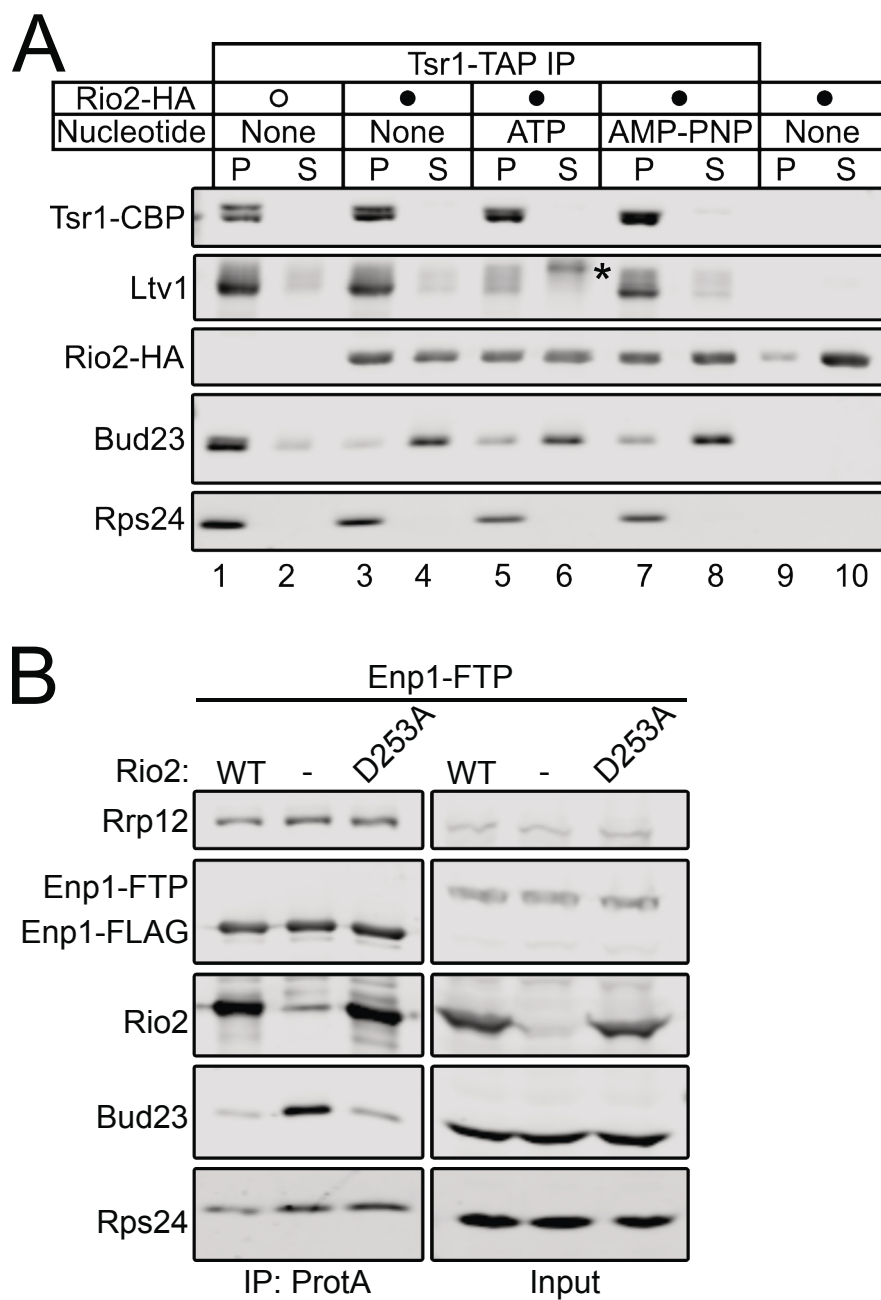 A
Tsr1-TAP IP
Rio2-HA ○ ● ● ● ●
Nucleotide None None ATP AMP-PNP None
P S P S P S P S P S
Tsr1-CBP
Ltv1 *
Rio2-HA
Bud23
Rps24
1 2 3 4 5 6 7 8 9 10
B
Enp1-FTP
Rio2: WT - D253A WT - D253A
Rrp12
Enp1-FTP
Enp1-FLAG
Rio2
Bud23
Rps24
IP: ProtA Input